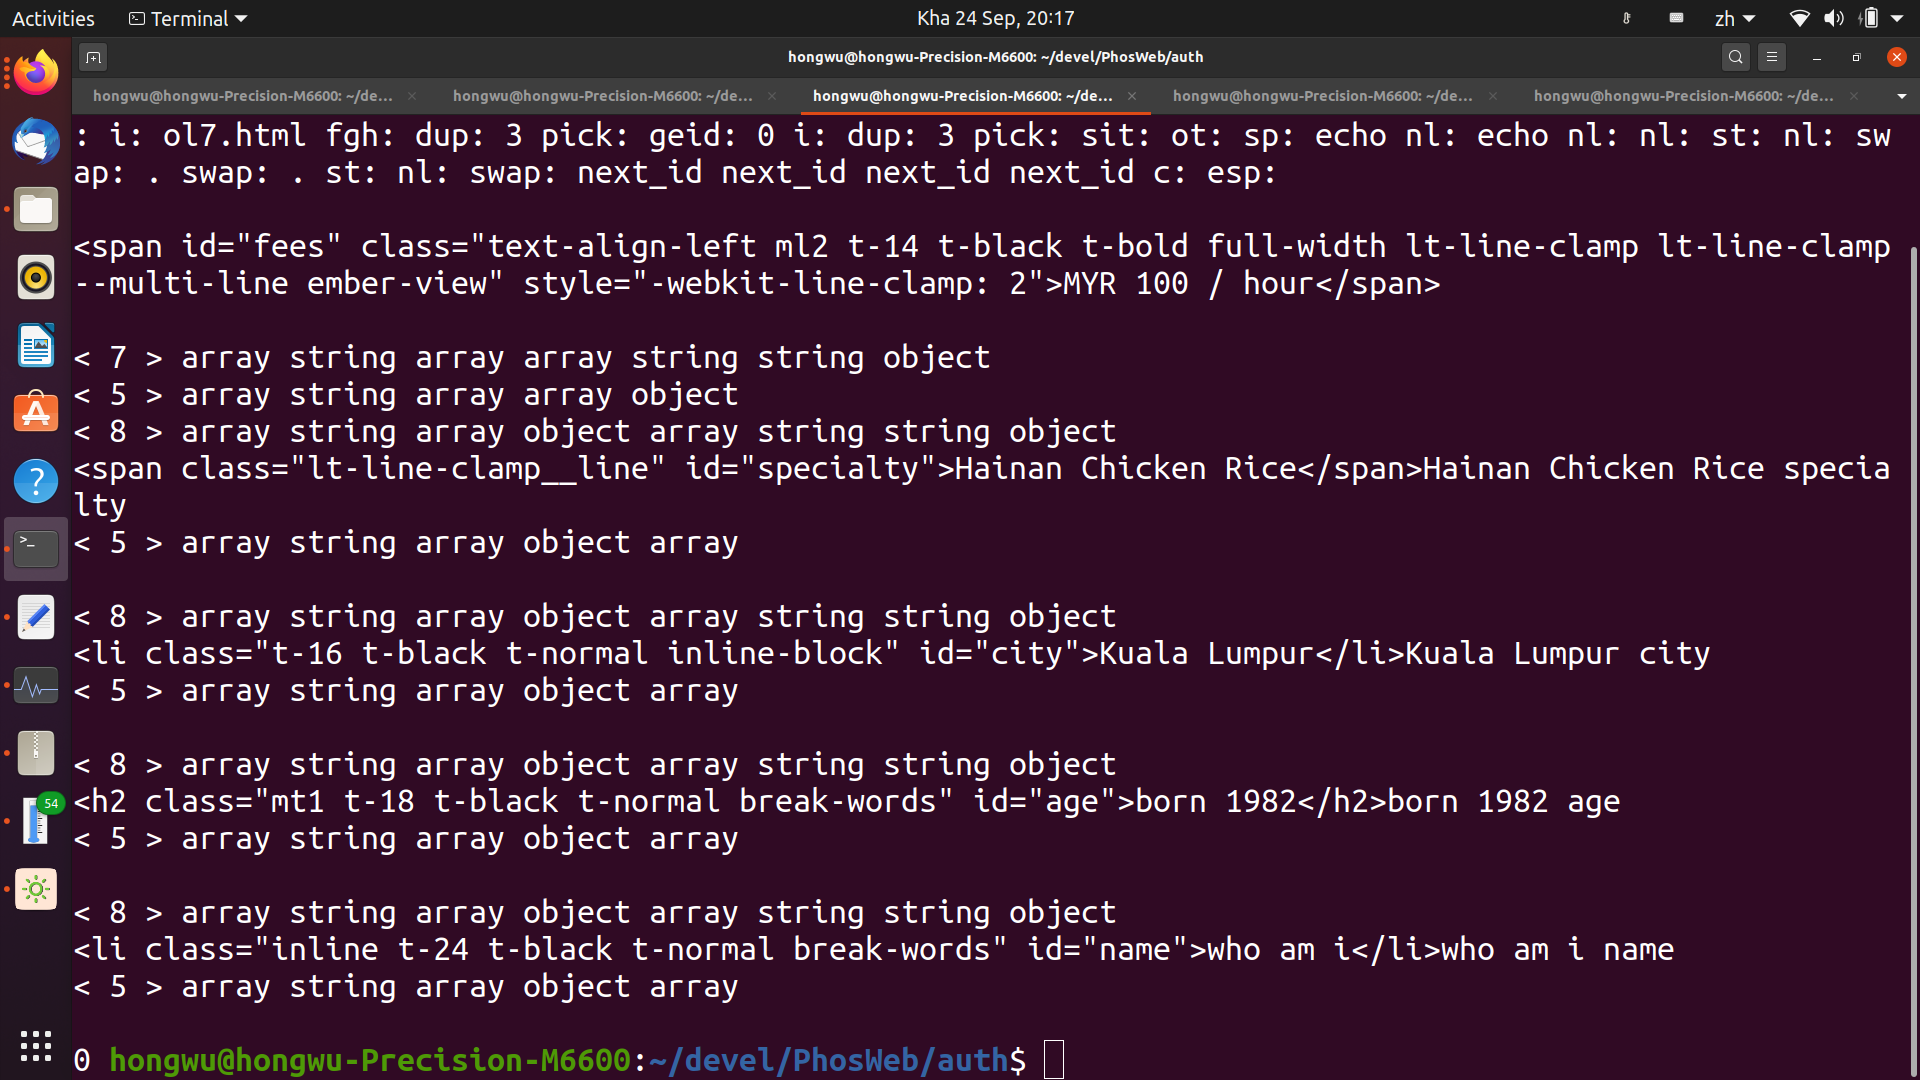 Activities Terminal Kha 24 Sep, 20:17 zh
hongwu@hongwu-Precision-M6600: ~/devel/PhosWeb/auth
hongwu@hongwu-Precision-M6600: ~/de... hongwu@hongwu-Precision-M6600: ~/de... hongwu@hongwu-Precision-M6600: ~/de... hongwu@hongwu-Precision-M6600: ~/de... hongwu@hongwu-Precision-M6600: ~/de...
: i: ol7.html fgh: dup: 3 pick: geid: 0 i: dup: 3 pick: sit: ot: sp: echo nl: echo nl: nl: st: nl: sw
ap: . swap: . st: nl: swap: next_id next_id next_id next_id c: esp:
<span id="fees" class="text-align-left ml2 t-14 t-black t-bold full-width lt-line-clamp lt-line-clamp
--multi-line ember-view" style="-webkit-line-clamp: 2">MYR 100 / hour</span>
< 7 > array string array array string string object
< 5 > array string array array object
< 8 > array string array object array string string object
<span class="lt-line-clamp__line" id="specialty">Hainan Chicken Rice</span>Hainan Chicken Rice specia
lty
< 5 > array string array object array
< 8 > array string array object array string string object
<li class="t-16 t-black t-normal inline-block" id="city">Kuala Lumpur</li>Kuala Lumpur city
< 5 > array string array object array
< 8 > array string array object array string string object
<h2 class="mt1 t-18 t-black t-normal break-words" id="age">born 1982</h2>born 1982 age
< 5 > array string array object array
< 8 > array string array object array string string object
<li class="inline t-24 t-black t-normal break-words" id="name">who am i</li>who am i name
< 5 > array string array object array
0 hongwu@hongwu-Precision-M6600:~/devel/PhosWeb/auth$
54